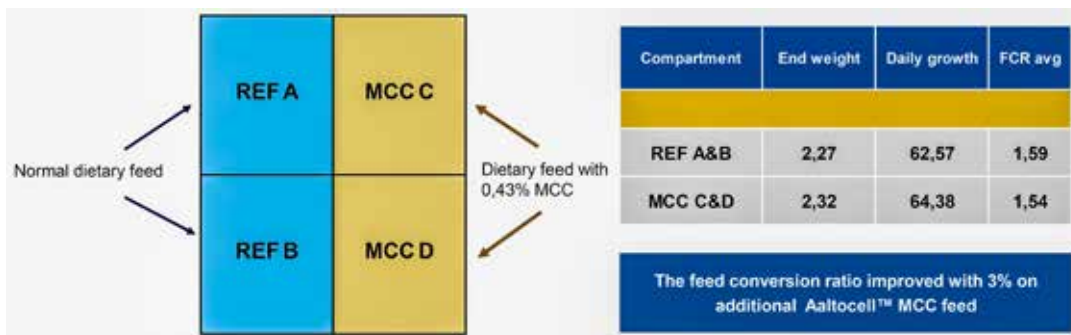 REF A
MCC C
Normal dietary feed
Dietary feed with
0,43% MCC
REF B
MCC D
Compartment End weight Daily growth FCR avg
REF A&B 2,27 62,57 1,59
MCC C&D 2,32 64,38 1,54
The feed conversion ratio improved with 3% on
additional Aaltocell™ MCC feed